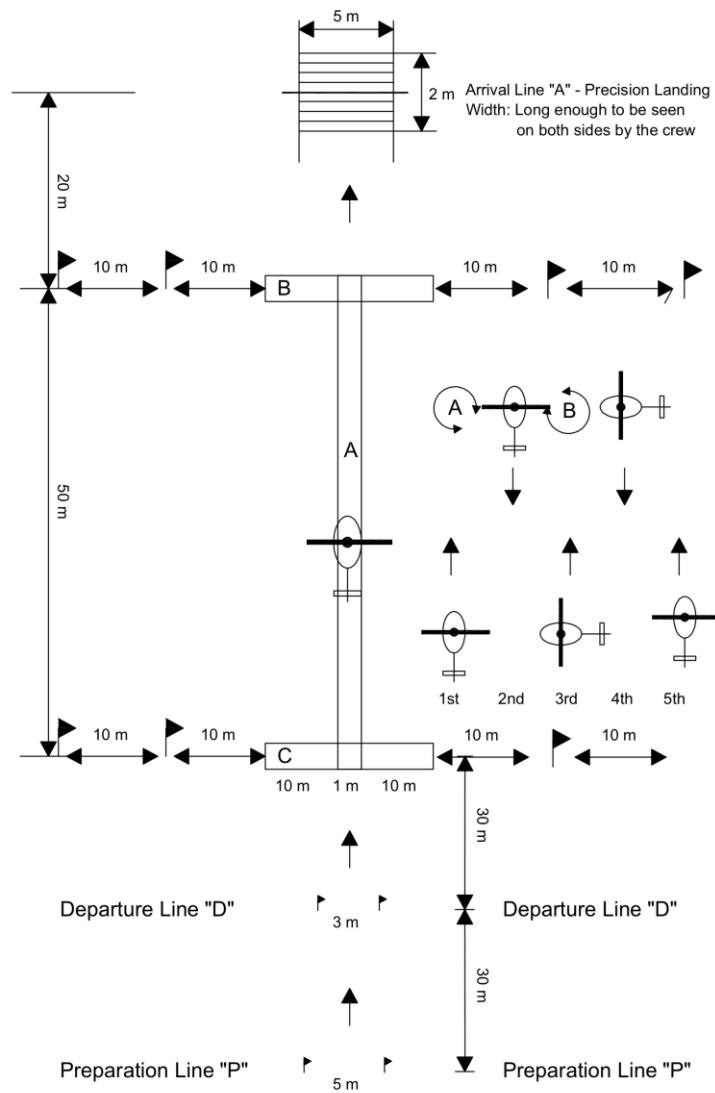 5 m
2 m
Arrival Line "A" - Precision Landing
Width: Long enough to be seen
on both sides by the crew
20 m
10 m
10 m
B
10 m
10 m
A
B
A
50 m
1st
2nd
3rd
4th
5th
10 m
10 m
C
10 m
10 m
10 m
1 m
10 m
30 m
Departure Line "D"
3 m
Departure Line "D"
30 m
Preparation Line "P"
5 m
Preparation Line "P"